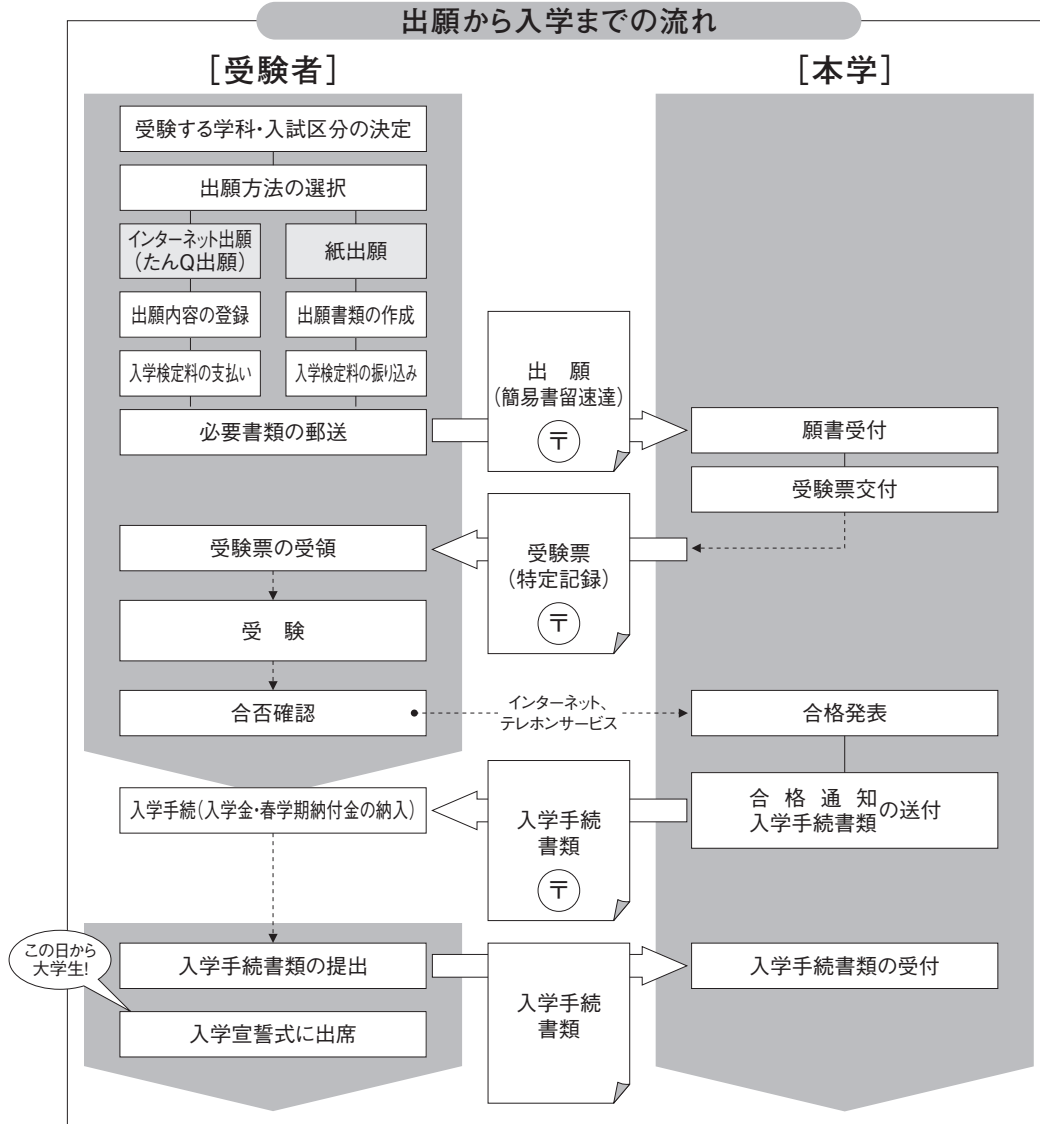 出願から入学までの流れ
［受験者］
［本学］
受験する学科・入試区分の決定
出願方法の選択
インターネット出願
（たんQ出願）
紙出願
出願内容の登録
出願書類の作成
入学検定料の支払い
入学検定料の振り込み
必要書類の郵送
出　願
（簡易書留速達）
〒
願書受付
受験票交付
受験票の受領
受験票
（特定記録）
〒
受　験
合否確認
インターネット、
テレホンサービス
合格発表
入学手続（入学金・春学期納付金の納入）
入学手続
書類
〒
合格通知
入学手続書類の送付
この日から
大学生!
入学手続書類の提出
入学手続
書類
入学手続書類の受付
入学宣誓式に出席